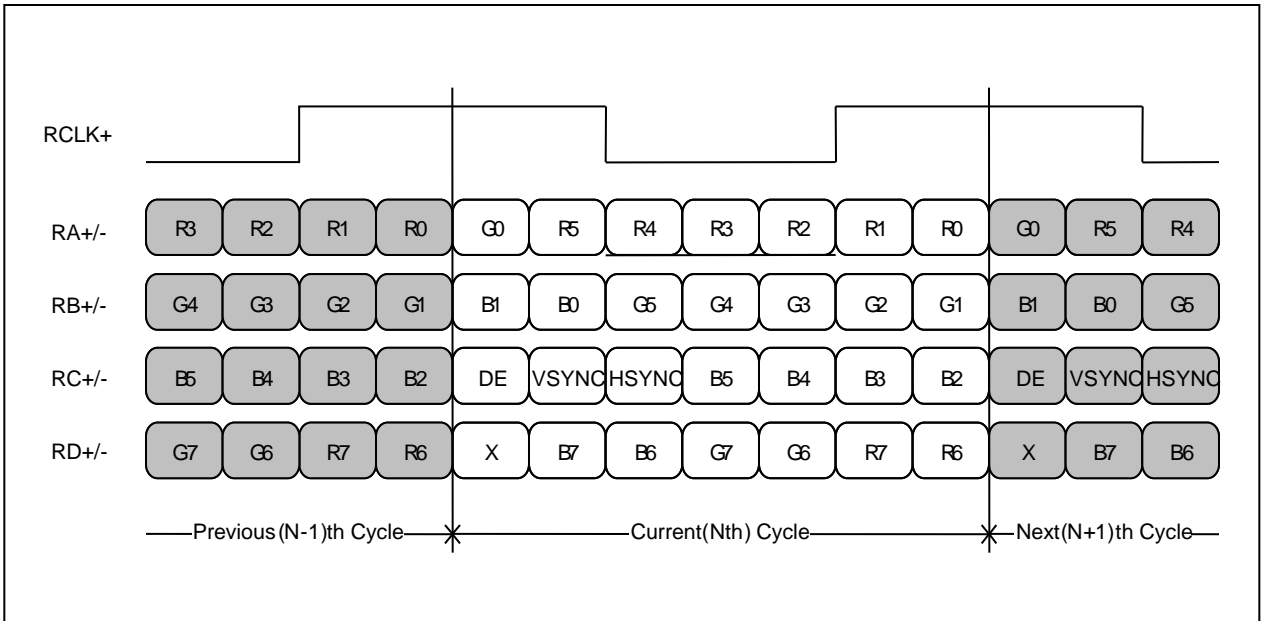 RCLK+
RA+/- R3 R2 R1 R0 G0 R5 R4 R3 R2 R1 R0 G0 R5 R4
RB+/- G4 G3 G2 G1 B1 B0 G5 G4 G3 G2 G1 B1 B0 G5
RC+/- B5 B4 B3 B2 DE VSYNC HSYNC B5 B4 B3 B2 DE VSYNC HSYNC
RD+/- G7 G6 R7 R6 X B7 B6 G7 G6 R7 R6 X B7 B6
Previous(N-1)th Cycle Current(Nth) Cycle Next(N+1)th Cycle